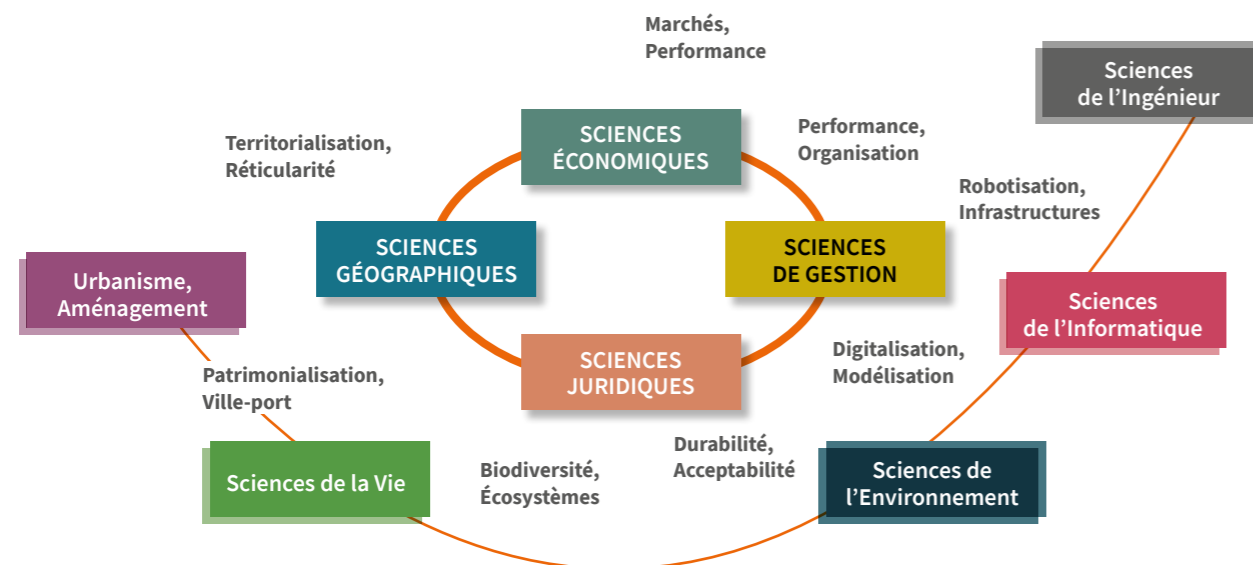 Marchés,
Performance
Sciences
de l'Ingénieur
SCIENCES
ÉCONOMIQUES
Performance,
Organisation
Territorialisation,
Réticularité
Robotisation,
Infrastructures
SCIENCES
GÉOGRAPHIQUES
SCIENCES
DE GESTION
Urbanisme,
Aménagement
Sciences
de l'Informatique
SCIENCES
JURIDIQUES
Digitalisation,
Modélisation
Patrimonialisation,
Ville-port
Durabilité,
Acceptabilité
Sciences de la Vie
Biodiversité,
Écosystèmes
Sciences de
l'Environnement